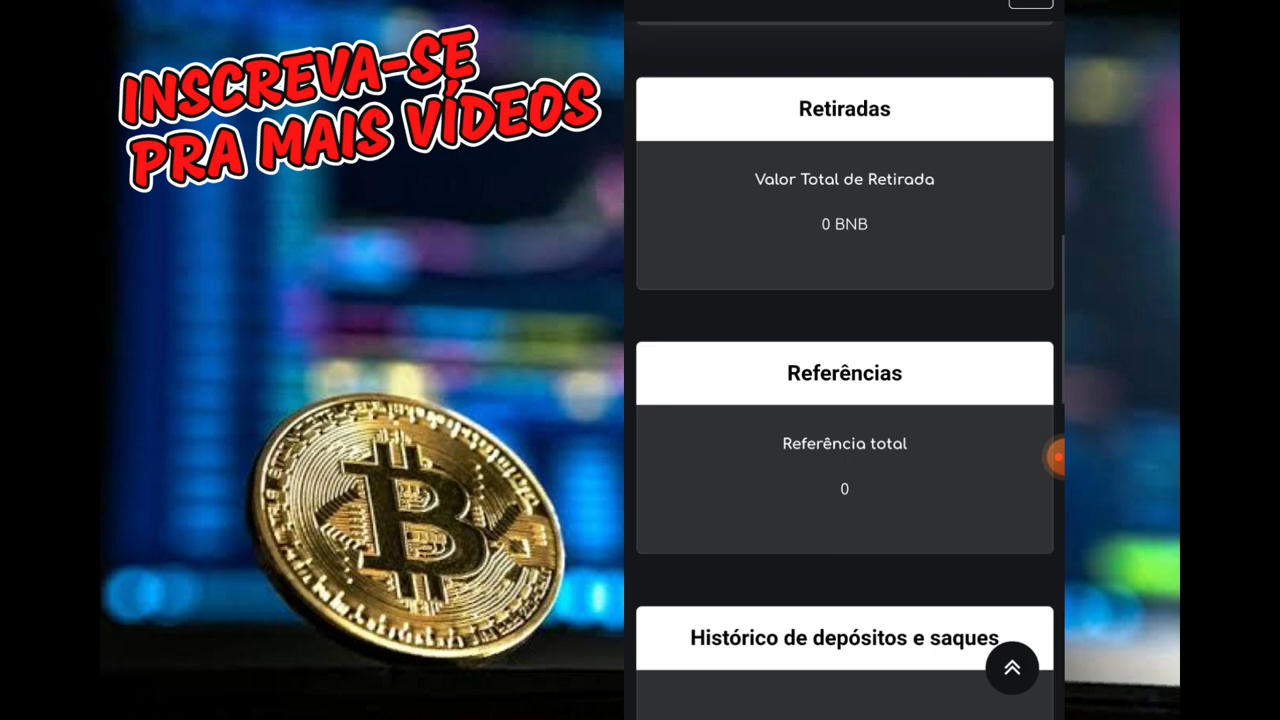 INSCREVA-SE
PRA MAIS VÍDEOS
Retiradas
Valor Total de Retirada
0 BNB
Referências
Referência total
0
Histórico de depósitos e saques